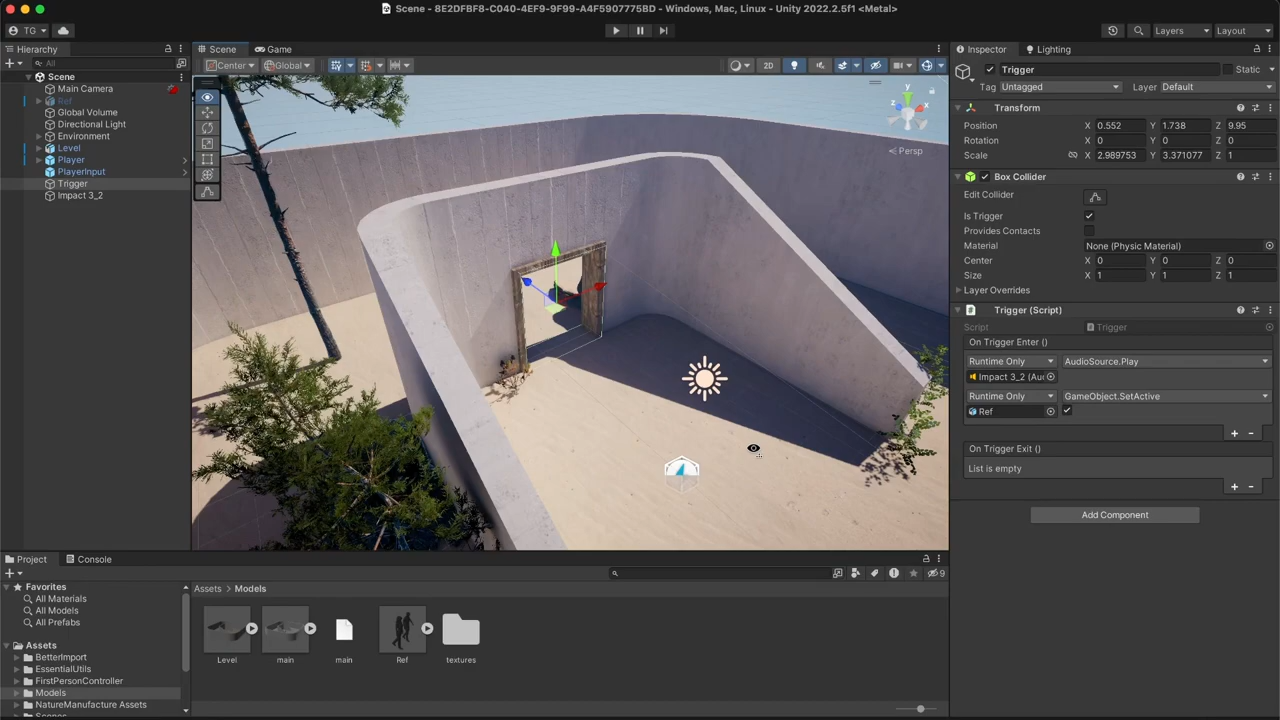 Scene - 8E2DFBF8-C040-4EF9-9F99-A4F5907775BD - Windows, Mac, Linux - Unity 2022.2.5f1 <Metal>
TG
Layers
Layout
Hierarchy
All
Scene
Main Camera
Ref
Global Volume
Directional Light
Environment
Level
Player
PlayerInput
Trigger
Impact 3_2
Scene
Game
Center
Global
2D
y
x
z
Persp
Inspector
Lighting
Trigger
Static
Tag Untagged
Layer Default
Transform
Position X 0.552 Y 1.738 Z 9.95
Rotation X 0 Y 0 Z 0
Scale X 2.989753 Y 3.371077 Z 1
Box Collider
Edit Collider
Is Trigger
Provides Contacts
Material None (Physic Material)
Center X 0 Y 0 Z 0
Size X 1 Y 1 Z 1
Layer Overrides
Trigger (Script)
Script Trigger
On Trigger Enter ()
Runtime Only AudioSource.Play
Impact 3_2 (Au
Runtime Only GameObject.SetActive
Ref
+ -
On Trigger Exit ()
List is empty
+ -
Add Component
Project
Console
9
Favorites
All Materials
All Models
All Prefabs
Assets
BetterImport
EssentialUtils
FirstPersonController
Models
NatureManufacture Assets
Assets > Models
Level
main
main
Ref
textures